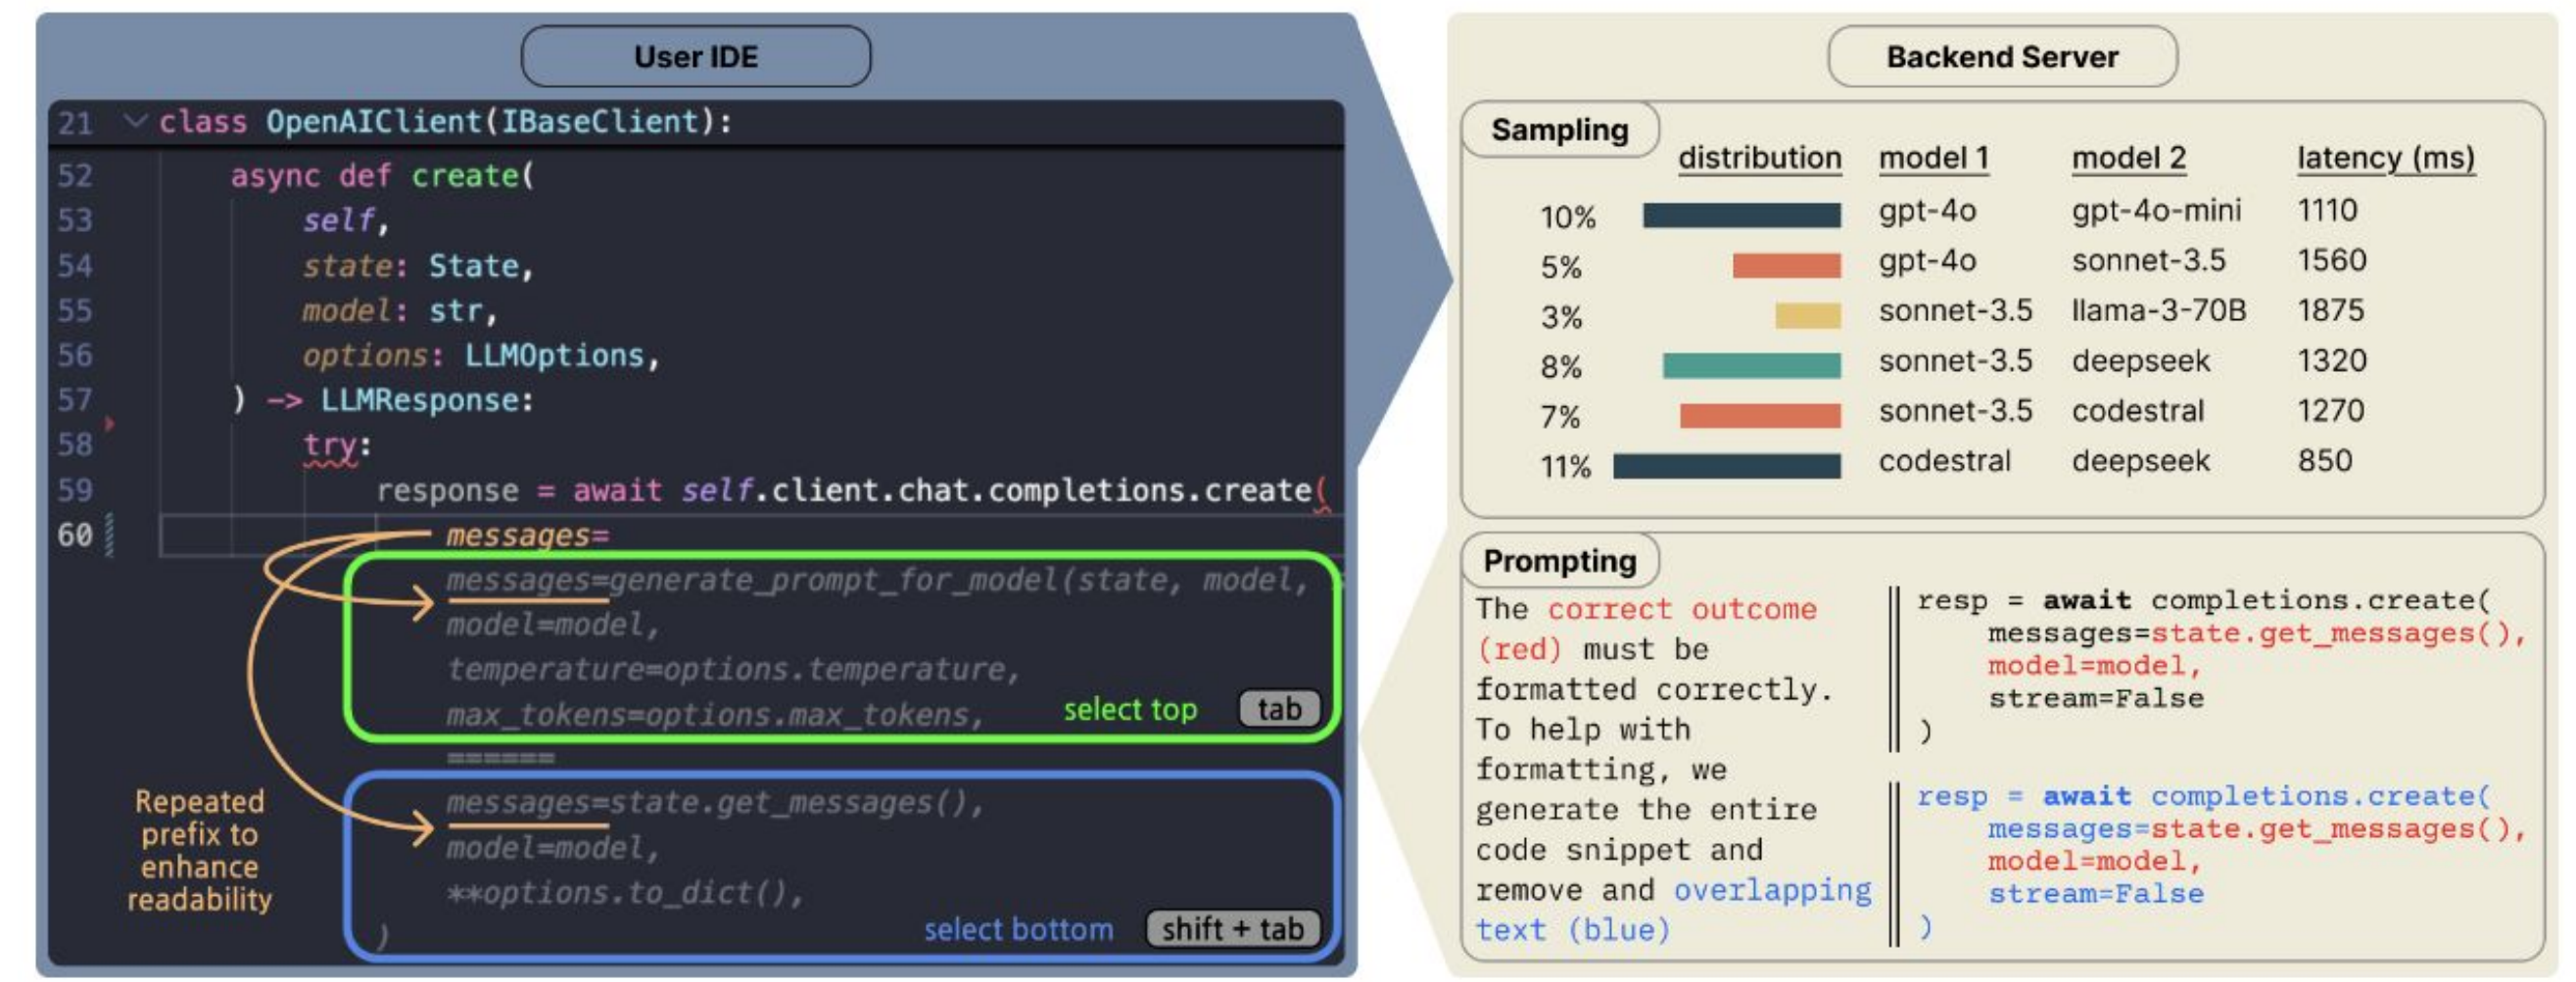 User IDE
21 class OpenAIClient(IBaseClient):
52 async def create(
53 self,
54 state: State,
55 model: str,
56 options: LLMOptions,
57 ) -> LLMResponse:
58 try:
59 response = await self.client.chat.completions.create(
60 messages=
messages=generate_prompt_for_model(state, model,
model=model,
temperature=options.temperature,
max_tokens=options.max_tokens,
select top tab
======
messages=state.get_messages(),
model=model,
**options.to_dict(),
)
select bottom shift + tab
Repeated
prefix to
enhance
readability
Backend Server
Sampling
distribution model 1 model 2 latency (ms)
10% gpt-4o gpt-4o-mini 1110
5% gpt-4o sonnet-3.5 1560
3% sonnet-3.5 llama-3-70B 1875
8% sonnet-3.5 deepseek 1320
7% sonnet-3.5 codestral 1270
11% codestral deepseek 850
Prompting
The correct outcome
(red) must be
formatted correctly.
To help with
formatting, we
generate the entire
code snippet and
remove and overlapping
text (blue)
resp = await completions.create(
messages=state.get_messages(),
model=model,
stream=False
)
resp = await completions.create(
messages=state.get_messages(),
model=model,
stream=False
)